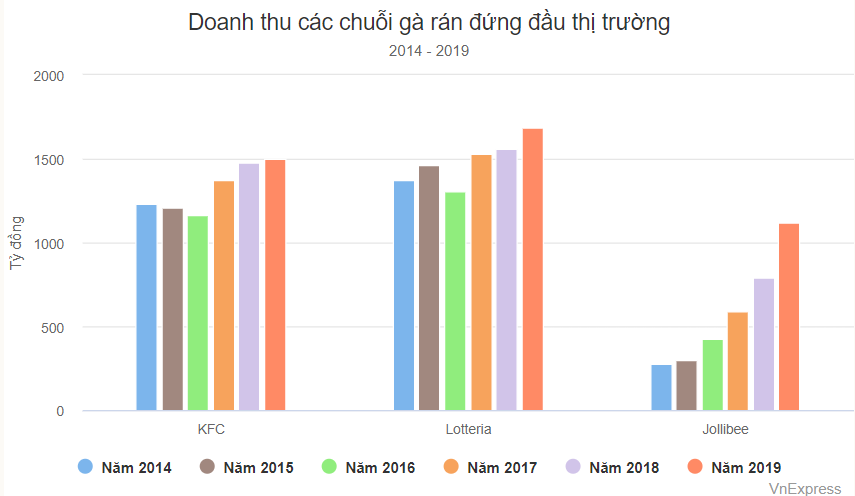 Doanh thu các chuỗi gà rán đứng đầu thị trường
2014 - 2019
Tỷ đồng
2000
1500
1000
500
0
KFC Lotteria Jollibee
Năm 2014 Năm 2015 Năm 2016 Năm 2017 Năm 2018 Năm 2019
VnExpress